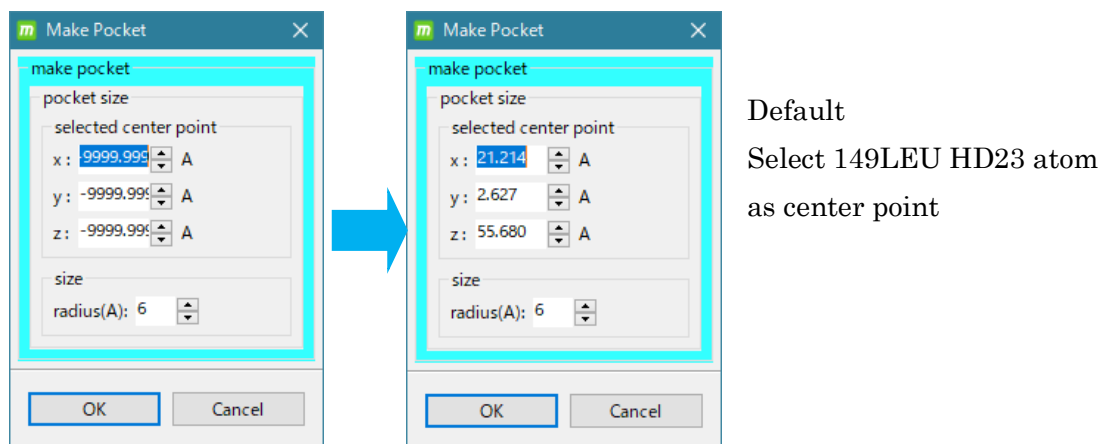 m Make Pocket
make pocket
pocket size
selected center point
x : -9999.999 A
y : -9999.999 A
z : -9999.999 A
size
radius(A): 6
OK Cancel
m Make Pocket
make pocket
pocket size
selected center point
x : 21.214 A
y : 2.627 A
z : 55.680 A
size
radius(A): 6
OK Cancel
Default
Select 149LEU HD23 atom
as center point